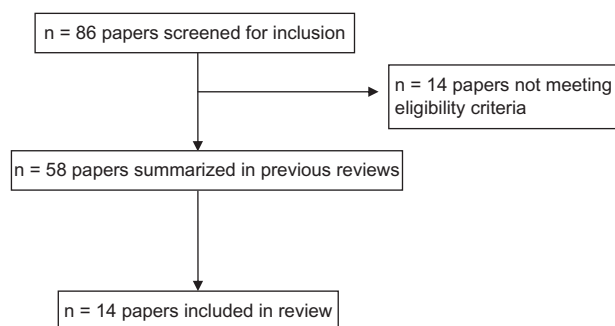 n = 86 papers screened for inclusion
n = 14 papers not meeting
eligibility criteria
n = 58 papers summarized in previous reviews
n = 14 papers included in review